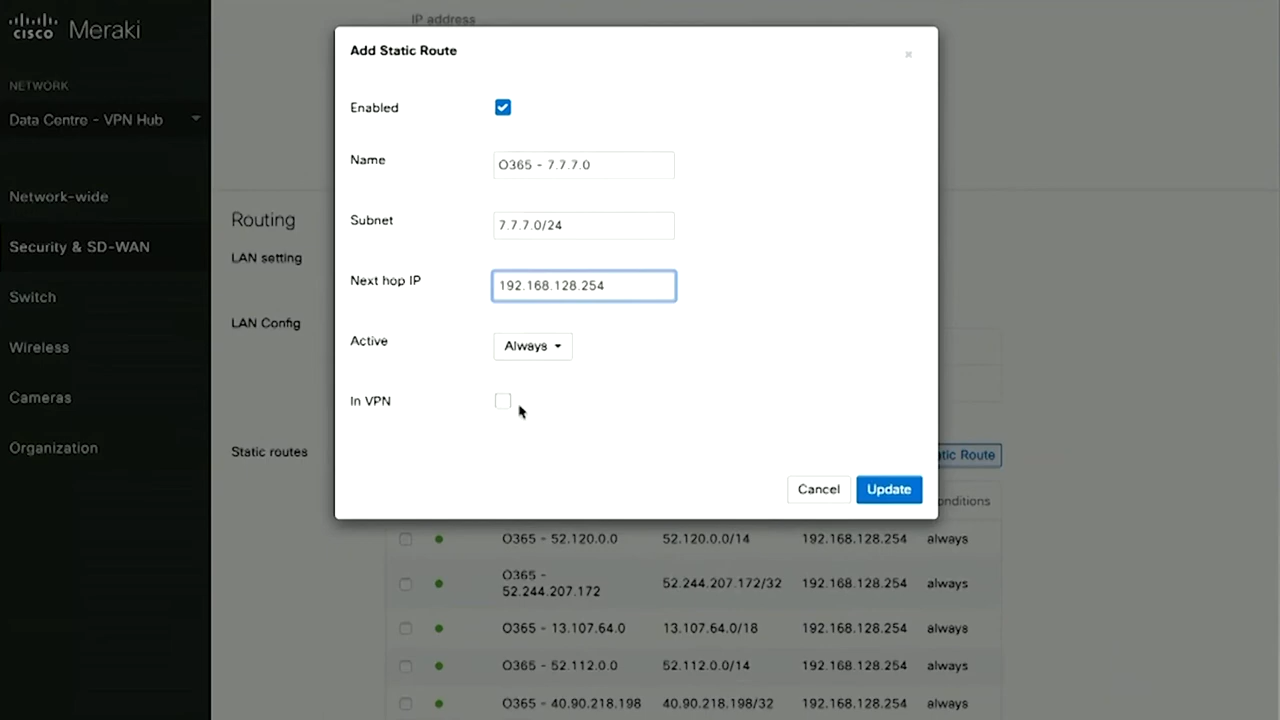 IP address
cisco Meraki
NETWORK
Data Centre - VPN Hub
Network-wide
Security & SD-WAN
Switch
Wireless
Cameras
Organization
Add Static Route
×
Enabled
Name
O365 - 7.7.7.0
Subnet
7.7.7.0/24
Next hop IP
192.168.128.254
Active
Always
In VPN
Cancel
Update
Routing
LAN setting
LAN Config
Static routes
tic Route
onditions
O365 - 52.120.0.0 52.120.0.0/14 192.168.128.254 always
O365 -
52.244.207.172 52.244.207.172/32 192.168.128.254 always
O365 - 13.107.64.0 13.107.64.0/18 192.168.128.254 always
O365 - 52.112.0.0 52.112.0.0/14 192.168.128.254 always
O365 - 40.90.218.198 40.90.218.198/32 192.168.128.254 always